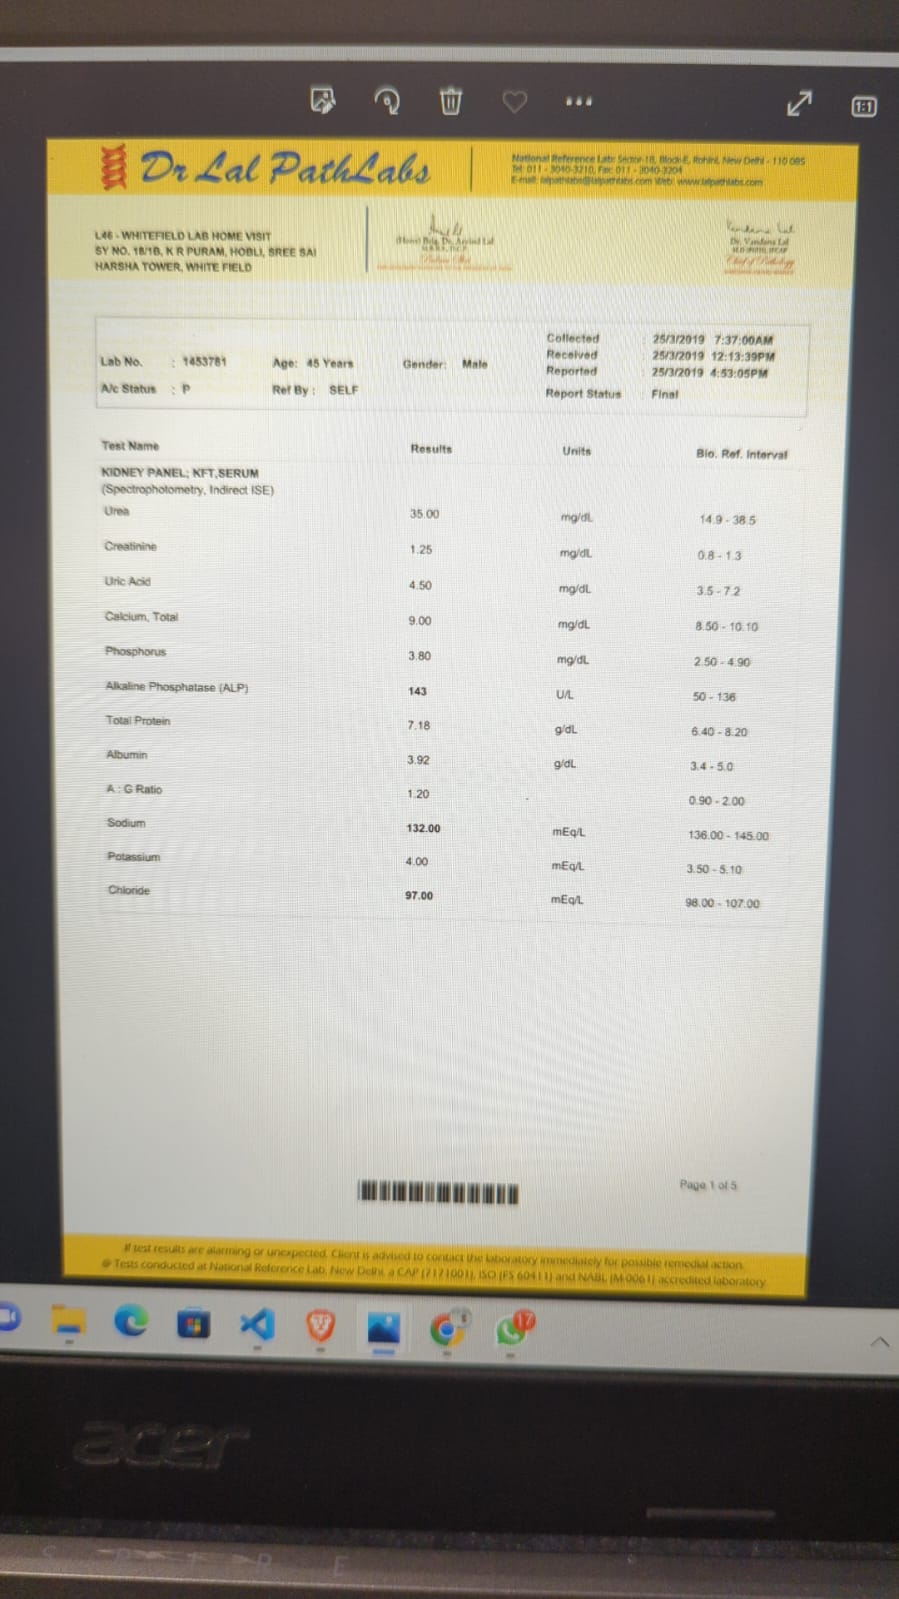 Dr Lal PathLabs
National Reference Lab: Sector-18, Block-E, Rohini, New Delhi - 110 085
Tel: 011 - 3040-3210, Fax: 011 - 3040-3204
E-mail: lalpathlabs@lalpathlabs.com Web: www.lalpathlabs.com
L46 - WHITEFIELD LAB HOME VISIT
SY NO. 18/1B, K R PURAM, HOBLI, SREE SAI
HARSHA TOWER, WHITE FIELD
(Hony) Brig. Dr. Arvind Lal
Dr. Vandana Lal
Chief of Pathology
Lab No. : 1453781 Age: 45 Years Gender: Male
A/c Status : P Ref By : SELF
Collected : 25/3/2019 7:37:00AM
Received : 25/3/2019 12:13:39PM
Reported : 25/3/2019 4:53:05PM
Report Status : Final
Test Name Results Units Bio. Ref. Interval
KIDNEY PANEL; KFT,SERUM
(Spectrophotometry, Indirect ISE)
Urea 35.00 mg/dL 14.9 - 38.5
Creatinine 1.25 mg/dL 0.8 - 1.3
Uric Acid 4.50 mg/dL 3.5 - 7.2
Calcium, Total 9.00 mg/dL 8.50 - 10.10
Phosphorus 3.80 mg/dL 2.50 - 4.90
Alkaline Phosphatase (ALP) 143 U/L 50 - 136
Total Protein 7.18 g/dL 6.40 - 8.20
Albumin 3.92 g/dL 3.4 - 5.0
A : G Ratio 1.20 0.90 - 2.00
Sodium 132.00 mEq/L 136.00 - 145.00
Potassium 4.00 mEq/L 3.50 - 5.10
Chloride 97.00 mEq/L 98.00 - 107.00
Page 1 of 5
If test results are alarming or unexpected, Client is advised to contact the laboratory immediately for possible remedial action.
@ Tests conducted at National Reference Lab, New Delhi, a CAP (7171001), ISO (FS 60411) and NABL (M-0061) accredited laboratory
17
acer
1:1